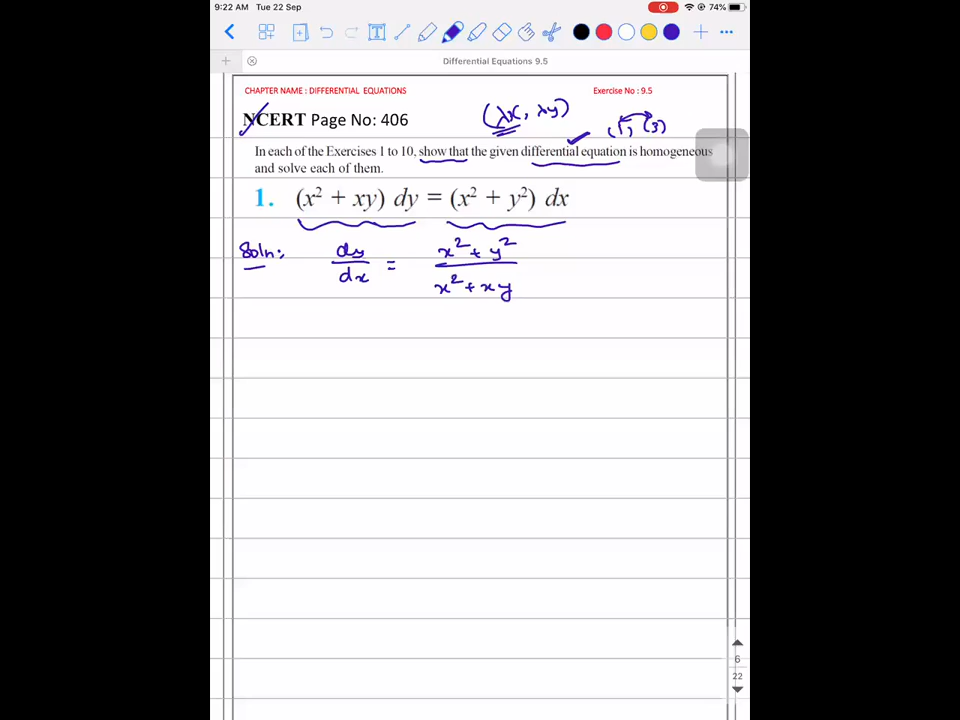 9:22 AM Tue 22 Sep
74%
Differential Equations 9.5
CHAPTER NAME : DIFFERENTIAL EQUATIONS
Exercise No : 9.5
NCERT Page No: 406
(λx, λy)
(1) (3)
In each of the Exercises 1 to 10, show that the given differential equation is homogeneous
and solve each of them.
1. (x² + xy) dy = (x² + y²) dx
Soln: dy/dx = x² + y² / x² + xy
6
22